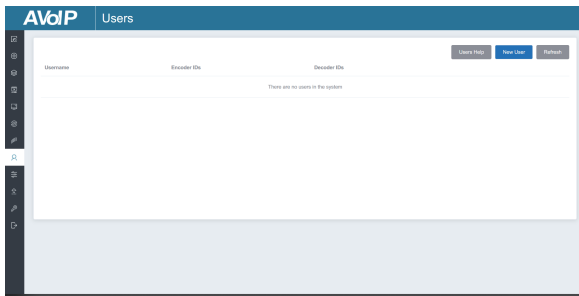 AVoIP Users
Users Help New User Refresh
Username Encoder IDs Decoder IDs
There are no users in the system